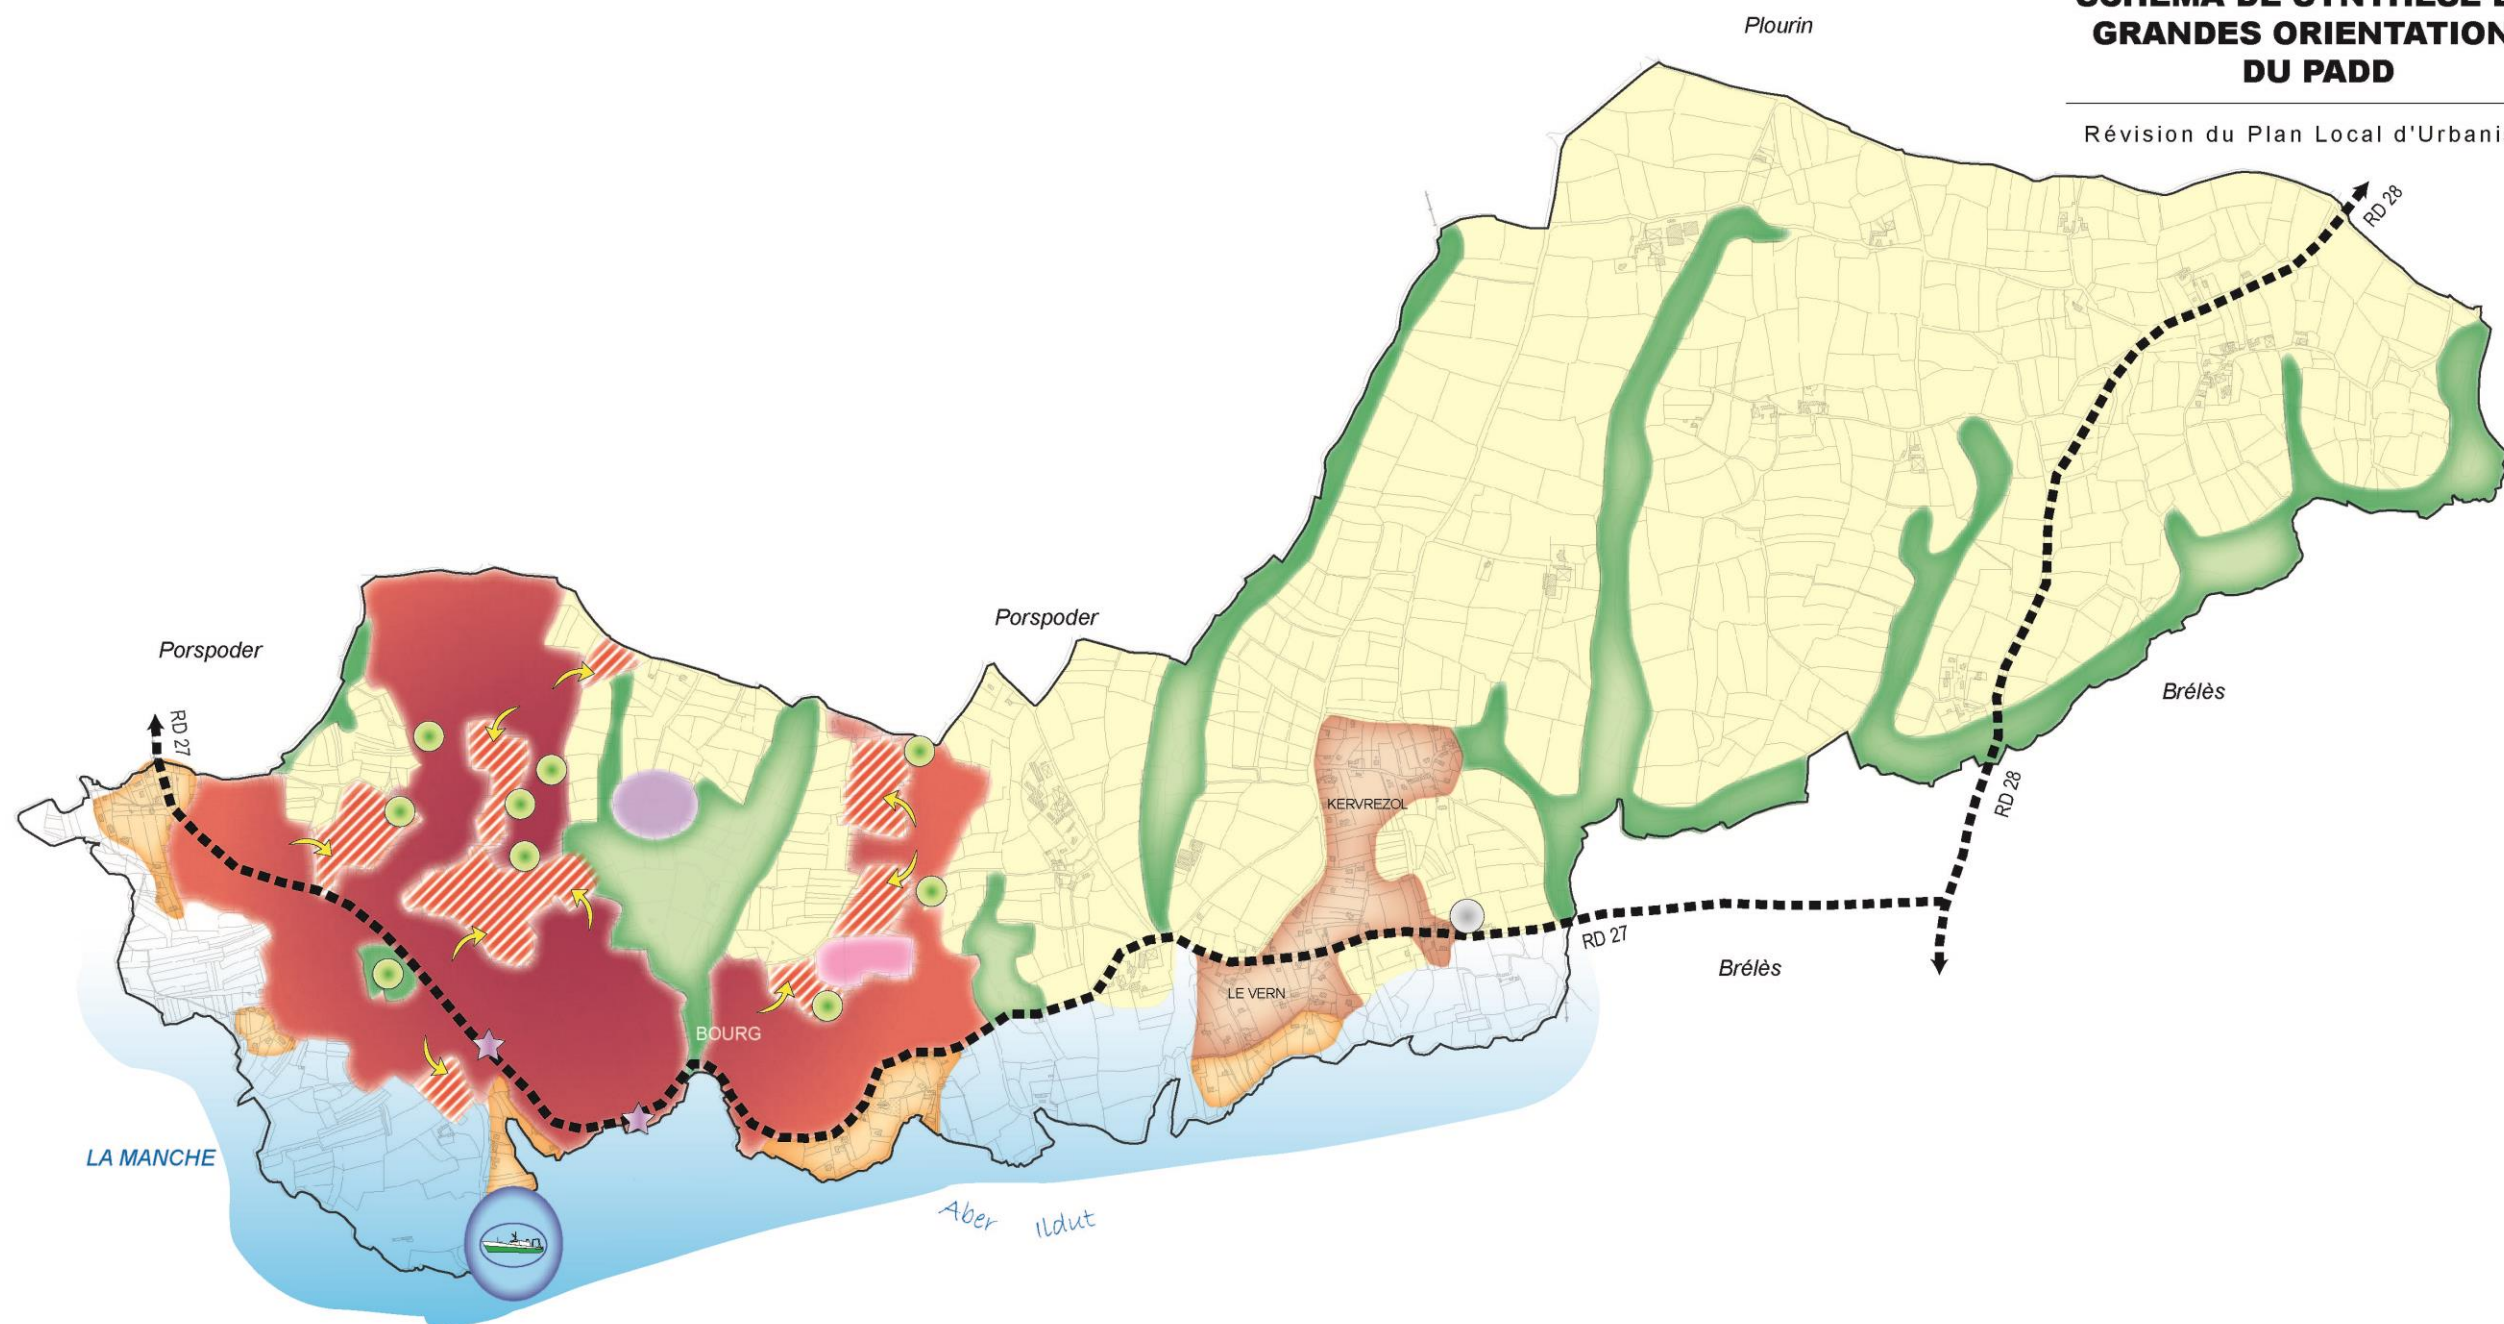 Plourin
GRANDES ORIENTATION
DU PADD
Révision du Plan Local d'Urbanis
RD 28
Porspoder
Porspoder
RD 27
Brélès
KERVREZOL
RD 28
RD 27
Brélès
LE VERN
BOURG
LA MANCHE
Aber Ildut